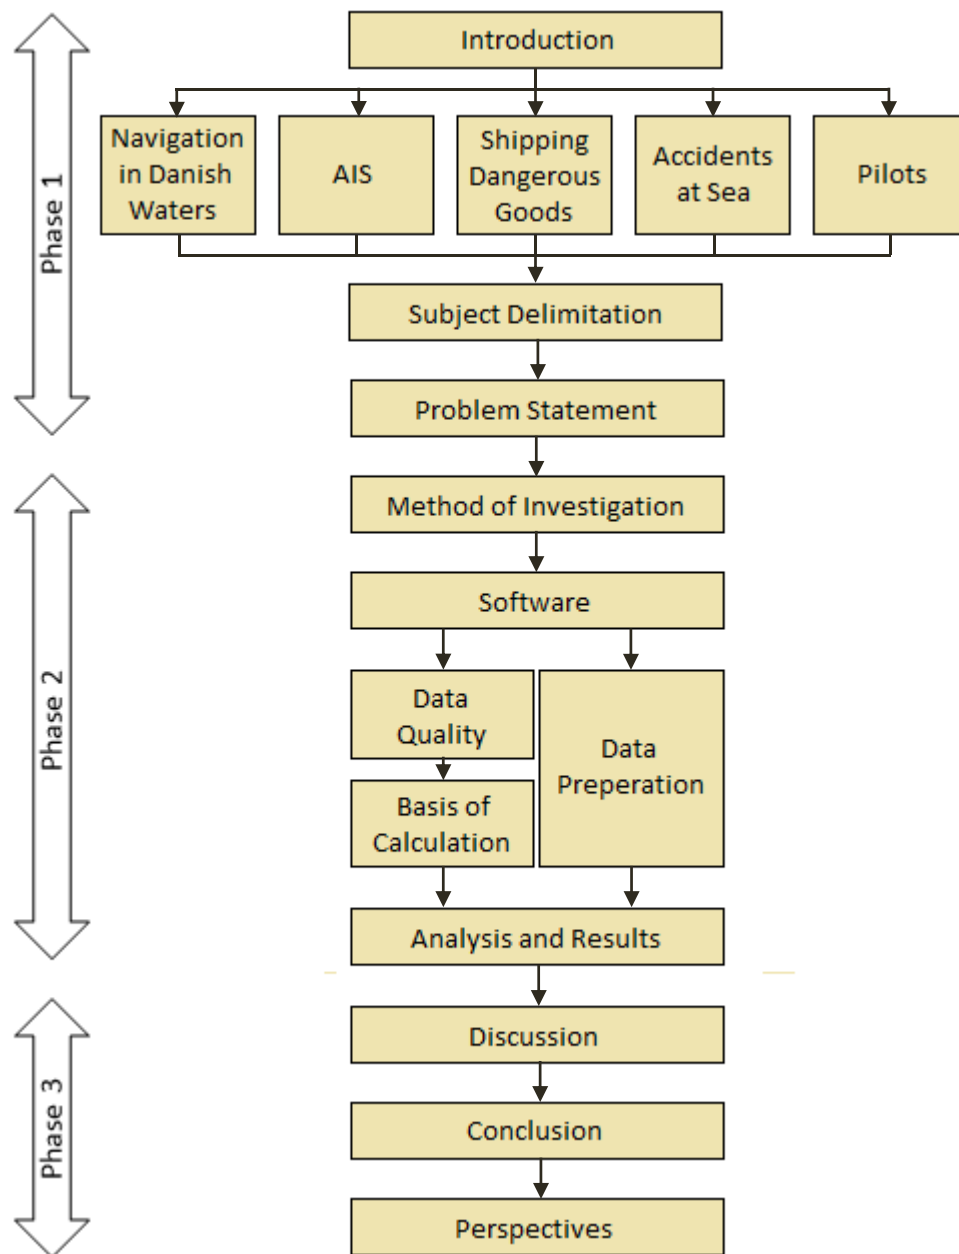 Phase 1
Introduction
Navigation
in Danish
Waters
AIS
Shipping
Dangerous
Goods
Accidents
at Sea
Pilots
Subject Delimitation
Problem Statement
Phase 2
Method of Investigation
Software
Data
Quality
Basis of
Calculation
Data
Preperation
Analysis and Results
Phase 3
Discussion
Conclusion
Perspectives